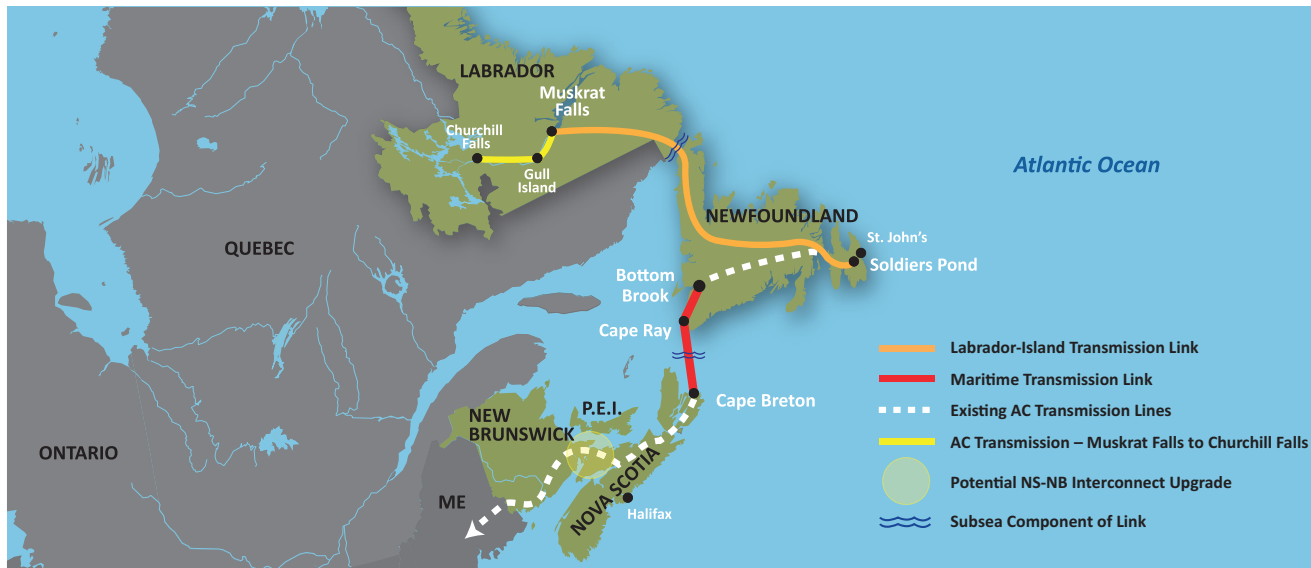 LABRADOR
Muskrat
Falls
Churchill
Falls
Gull
Island
Atlantic Ocean
NEWFOUNDLAND
St. John's
Soldiers Pond
QUEBEC
Bottom
Brook
Cape Ray
Cape Breton
P.E.I.
NEW
BRUNSWICK
ONTARIO
ME
NOVA SCOTIA
Halifax
Labrador-Island Transmission Link
Maritime Transmission Link
Existing AC Transmission Lines
AC Transmission – Muskrat Falls to Churchill Falls
Potential NS-NB Interconnect Upgrade
Subsea Component of Link